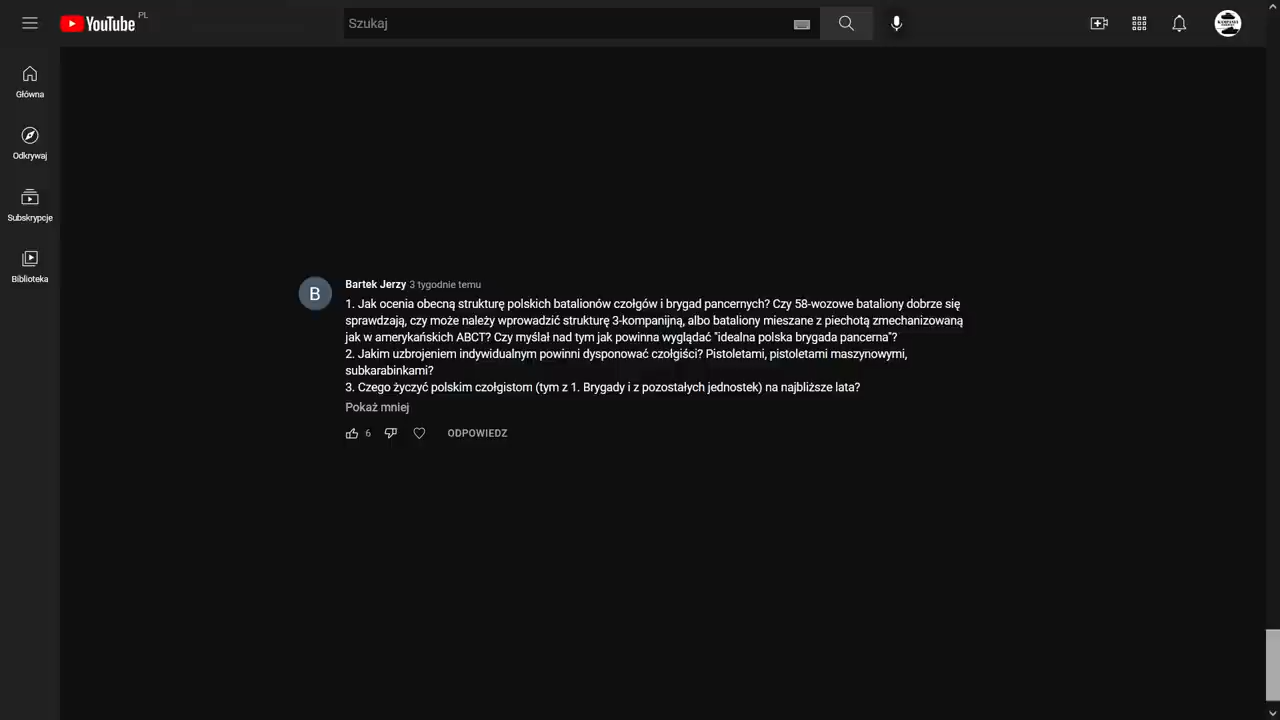 YouTube
PL
Szukaj
Główna
Odkrywaj
Subskrypcje
Biblioteka
B
Bartek Jerzy 3 tygodnie temu
1. Jak ocenia obecną strukturę polskich batalionów czołgów i brygad pancernych? Czy 58-wozowe bataliony dobrze się
sprawdzają, czy może należy wprowadzić strukturę 3-kompanijną, albo bataliony mieszane z piechotą zmechanizowaną
jak w amerykańskich ABCT? Czy myślał nad tym jak powinna wyglądać "idealna polska brygada pancerna"?
2. Jakim uzbrojeniem indywidualnym powinni dysponować czołgiści? Pistoletami, pistoletami maszynowymi,
subkarabinkami?
3. Czego życzyć polskim czołgistom (tym z 1. Brygady i z pozostałych jednostek) na najbliższe lata?
Pokaż mniej
6
ODPOWIEDZ